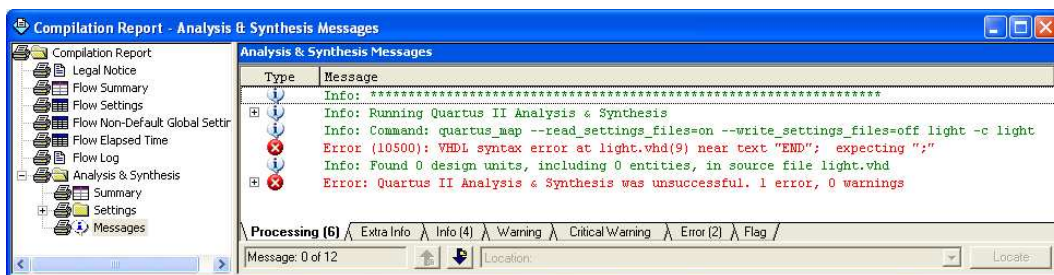 Compilation Report - Analysis & Synthesis Messages
Compilation Report
Legal Notice
Flow Summary
Flow Settings
Flow Non-Default Global Settir
Flow Elapsed Time
Flow Log
Analysis & Synthesis
Summary
Settings
Messages
Analysis & Synthesis Messages
Type Message
Info: *******************************************************************
Info: Running Quartus II Analysis & Synthesis
Info: Command: quartus_map --read_settings_files=on --write_settings_files=off light -c light
Error (10500): VHDL syntax error at light.vhd(9) near text "END"; expecting ";"
Info: Found 0 design units, including 0 entities, in source file light.vhd
Error: Quartus II Analysis & Synthesis was unsuccessful. 1 error, 0 warnings
Processing (6) Extra Info Info (4) Warning Critical Warning Error (2) Flag
Message: 0 of 12 Location: Locate